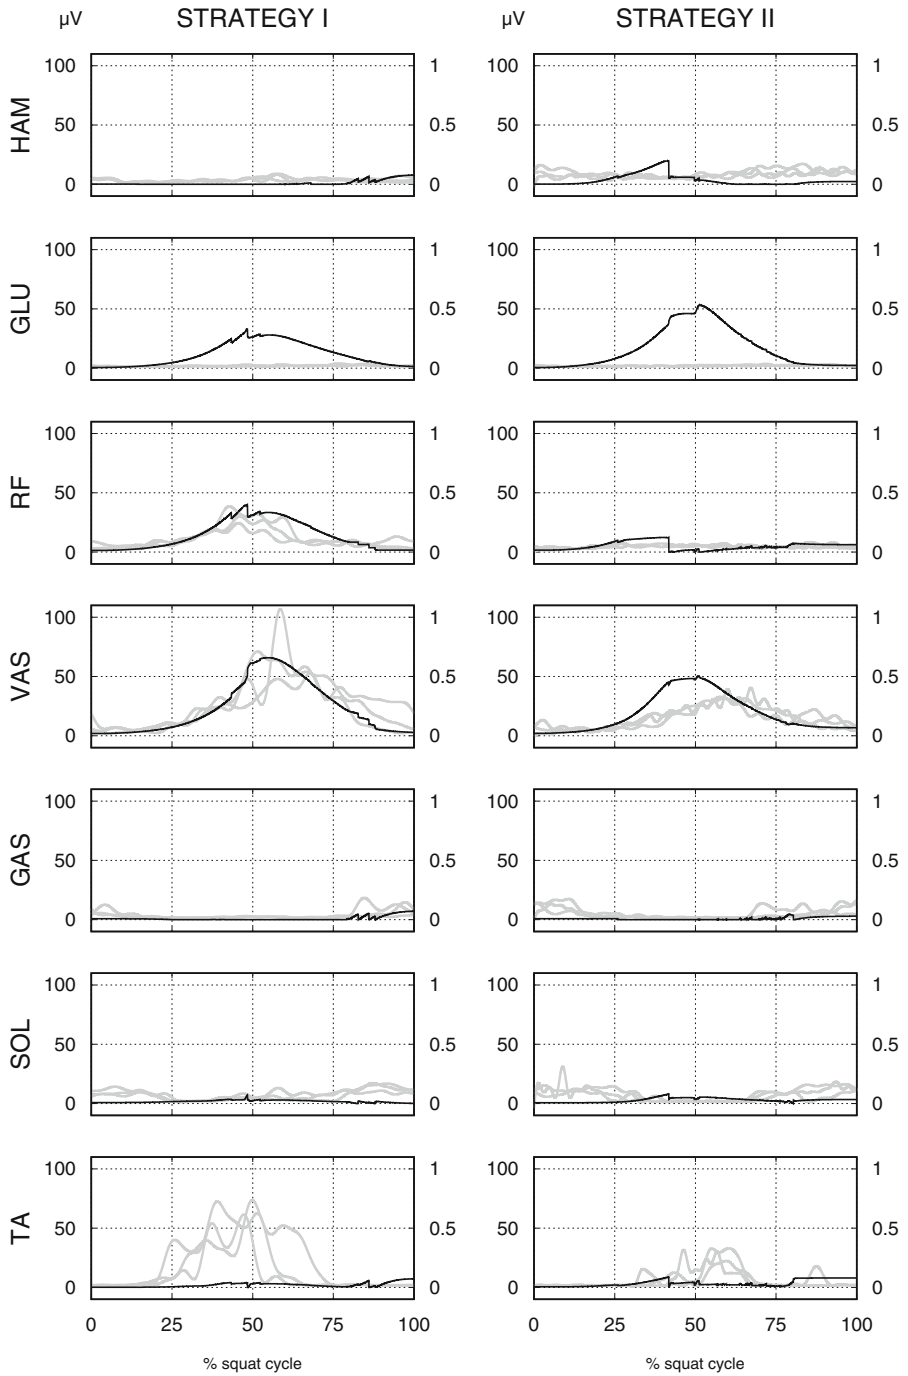 µV STRATEGY I µV STRATEGY II
HAM
100 1 100 1
50 0.5 50 0.5
0 0 0 0
GLU
100 1 100 1
50 0.5 50 0.5
0 0 0 0
RF
100 1 100 1
50 0.5 50 0.5
0 0 0 0
VAS
100 1 100 1
50 0.5 50 0.5
0 0 0 0
GAS
100 1 100 1
50 0.5 50 0.5
0 0 0 0
SOL
100 1 100 1
50 0.5 50 0.5
0 0 0 0
TA
100 1 100 1
50 0.5 50 0.5
0 0 0 0
0 25 50 75 100 0 25 50 75 100
% squat cycle % squat cycle